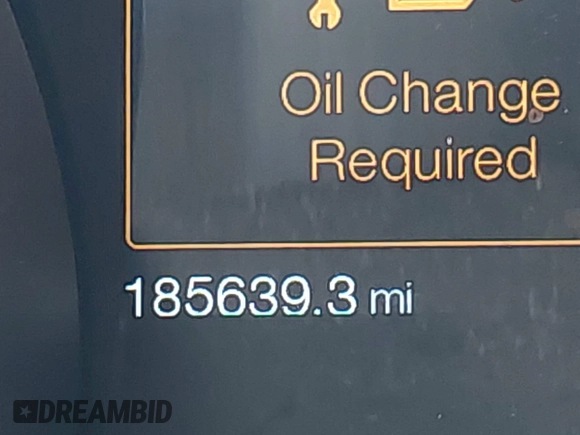 Oil Change
Required
185639.3 mi
DREAMBID